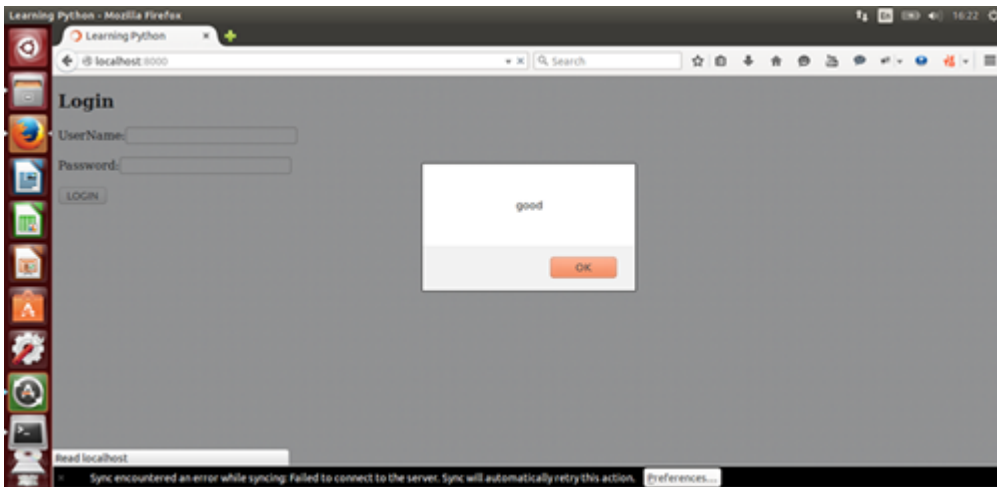 Learning Python - Mozilla Firefox
En
16:22
Learning Python
localhost:8000
Search
Login
UserName:
Password:
LOGIN
good
OK
Read localhost
Sync encountered an error while syncing: Failed to connect to the server. Sync will automatically retry this action.
Preferences...